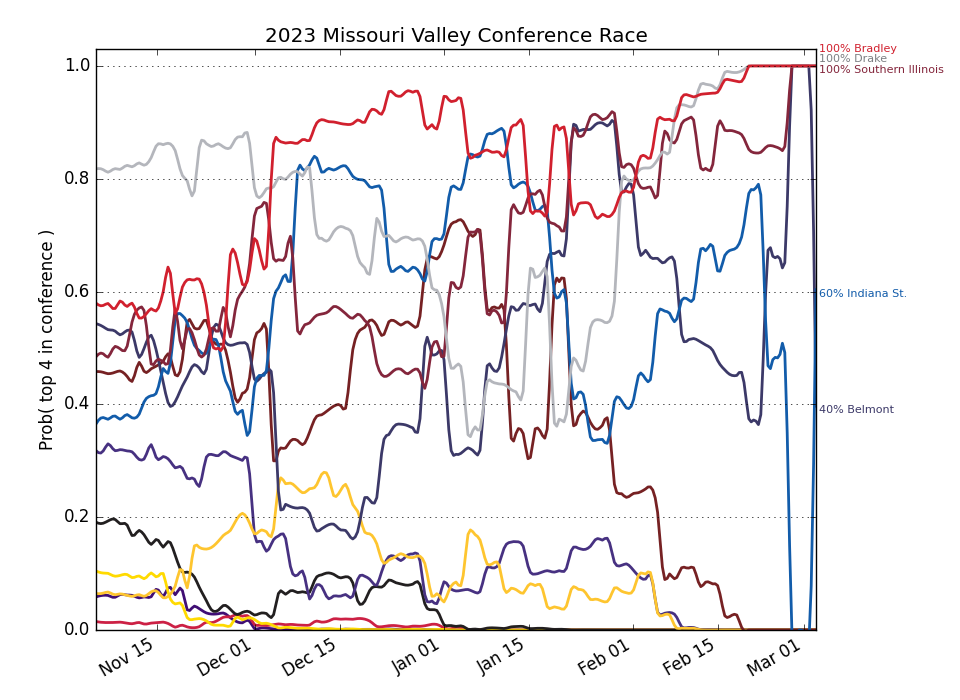 2023 Missouri Valley Conference Race
Prob( top 4 in conference )
1.0
0.8
0.6
0.4
0.2
0.0
Nov 15
Dec 01
Dec 15
Jan 01
Jan 15
Feb 01
Feb 15
Mar 01
100% Bradley
100% Drake
100% Southern Illinois
60% Indiana St.
40% Belmont